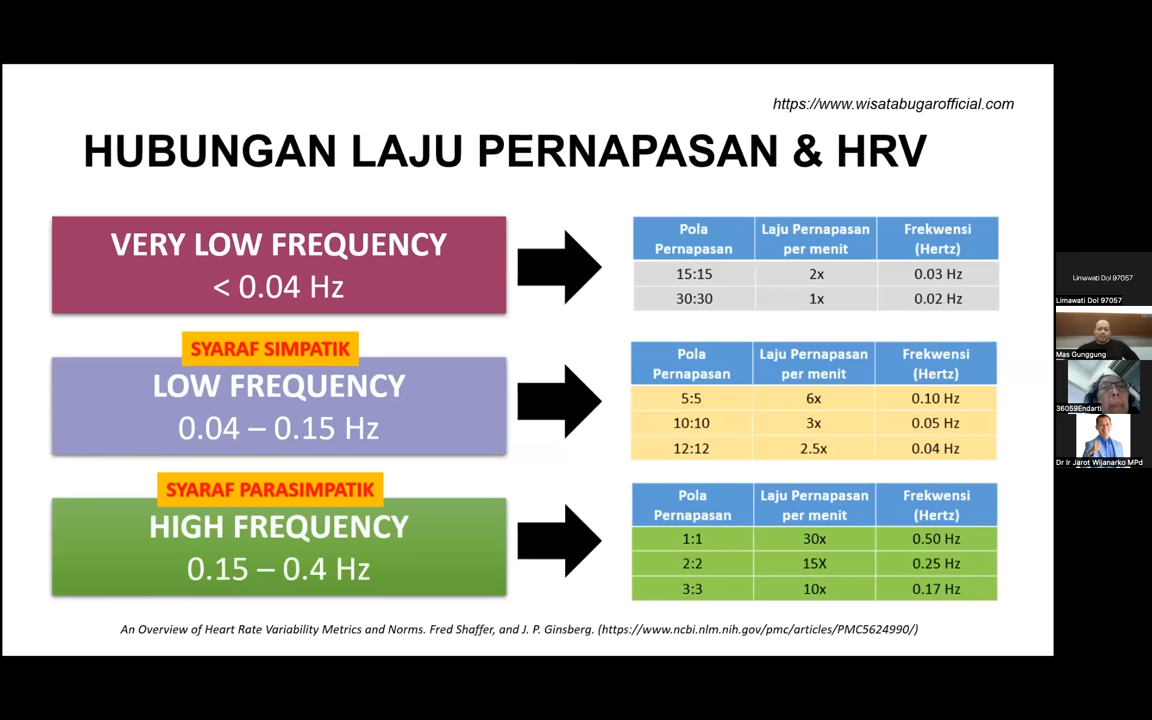 https://www.wisatabugarofficial.com
HUBUNGAN LAJU PERNAPASAN & HRV
VERY LOW FREQUENCY
< 0.04 Hz
Pola Pernapasan Laju Pernapasan per menit Frekwensi (Hertz)
15:15 2x 0.03 Hz
30:30 1x 0.02 Hz
SYARAF SIMPATIK
LOW FREQUENCY
0.04 – 0.15 Hz
Pola Pernapasan Laju Pernapasan per menit Frekwensi (Hertz)
5:5 6x 0.10 Hz
10:10 3x 0.05 Hz
12:12 2.5x 0.04 Hz
SYARAF PARASIMPATIK
HIGH FREQUENCY
0.15 – 0.4 Hz
Pola Pernapasan Laju Pernapasan per menit Frekwensi (Hertz)
1:1 30x 0.50 Hz
2:2 15X 0.25 Hz
3:3 10x 0.17 Hz
An Overview of Heart Rate Variability Metrics and Norms. Fred Shaffer, and J. P. Ginsberg. (https://www.ncbi.nlm.nih.gov/pmc/articles/PMC5624990/)
Limawati Dol 97057
Limawati Dol 97057
Mas Gunggung
36059Endarti
Dr Ir Jarot Wijanarko MPd